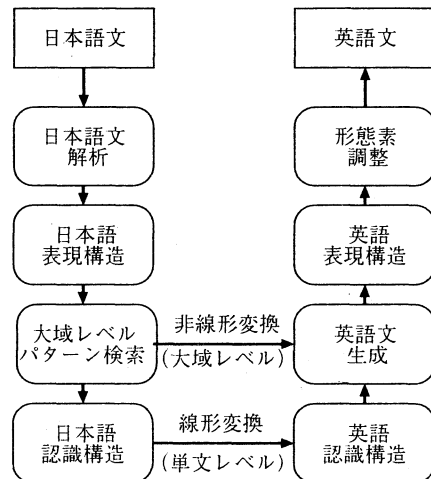 日本語文
英語文
日本語文
解析
形態素
調整
日本語
表現構造
英語
表現構造
大域レベル
パターン検索
非線形変換
(大域レベル)
英語文
生成
日本語
認識構造
線形変換
(単文レベル)
英語
認識構造